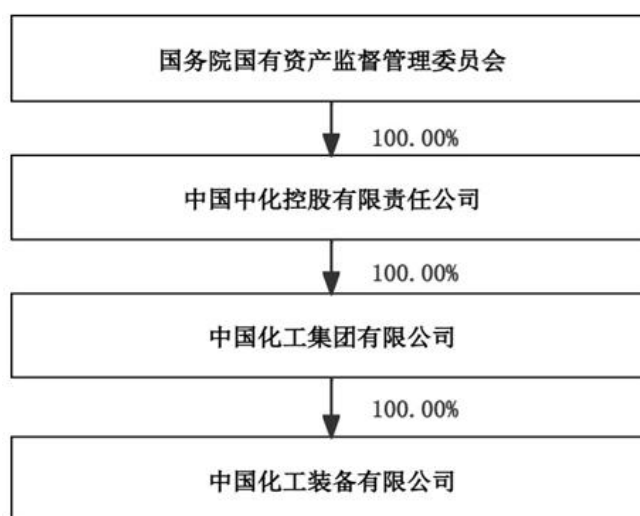 国务院国有资产监督管理委员会
100.00%
中国中化控股有限责任公司
100.00%
中国化工集团有限公司
100.00%
中国化工装备有限公司